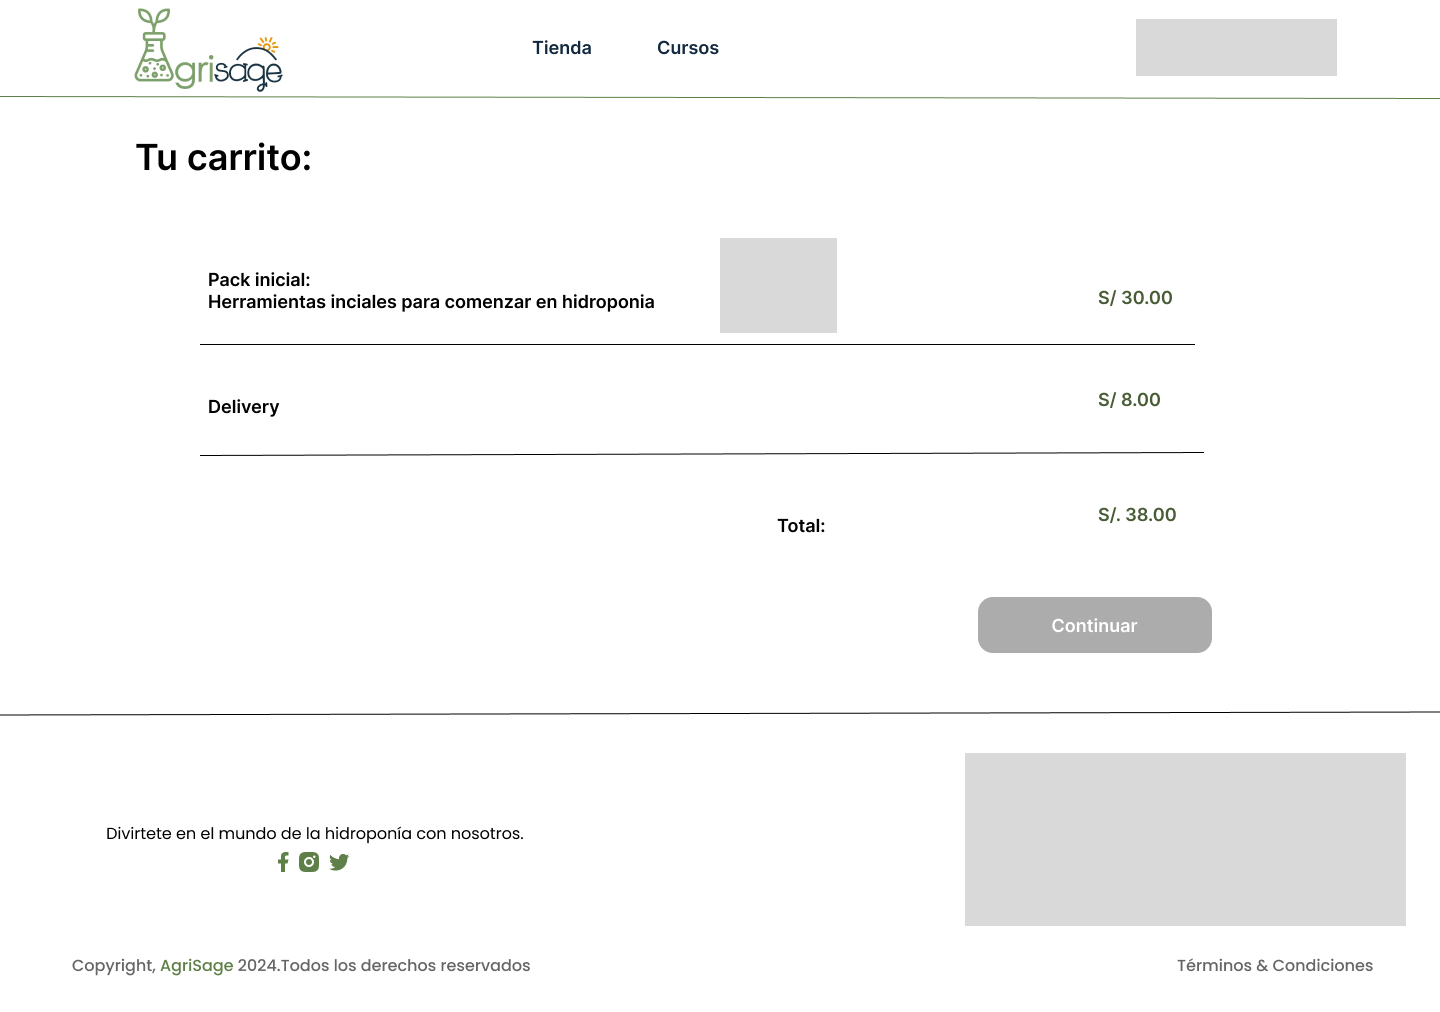 Agrisage
Tienda
Cursos
Tu carrito:
Pack inicial:
Herramientas inciales para comenzar en hidroponia
S/ 30.00
Delivery
S/ 8.00
Total:
S/. 38.00
Continuar
Divirtete en el mundo de la hidroponía con nosotros.
Copyright, AgriSage 2024.Todos los derechos reservados
Términos & Condiciones